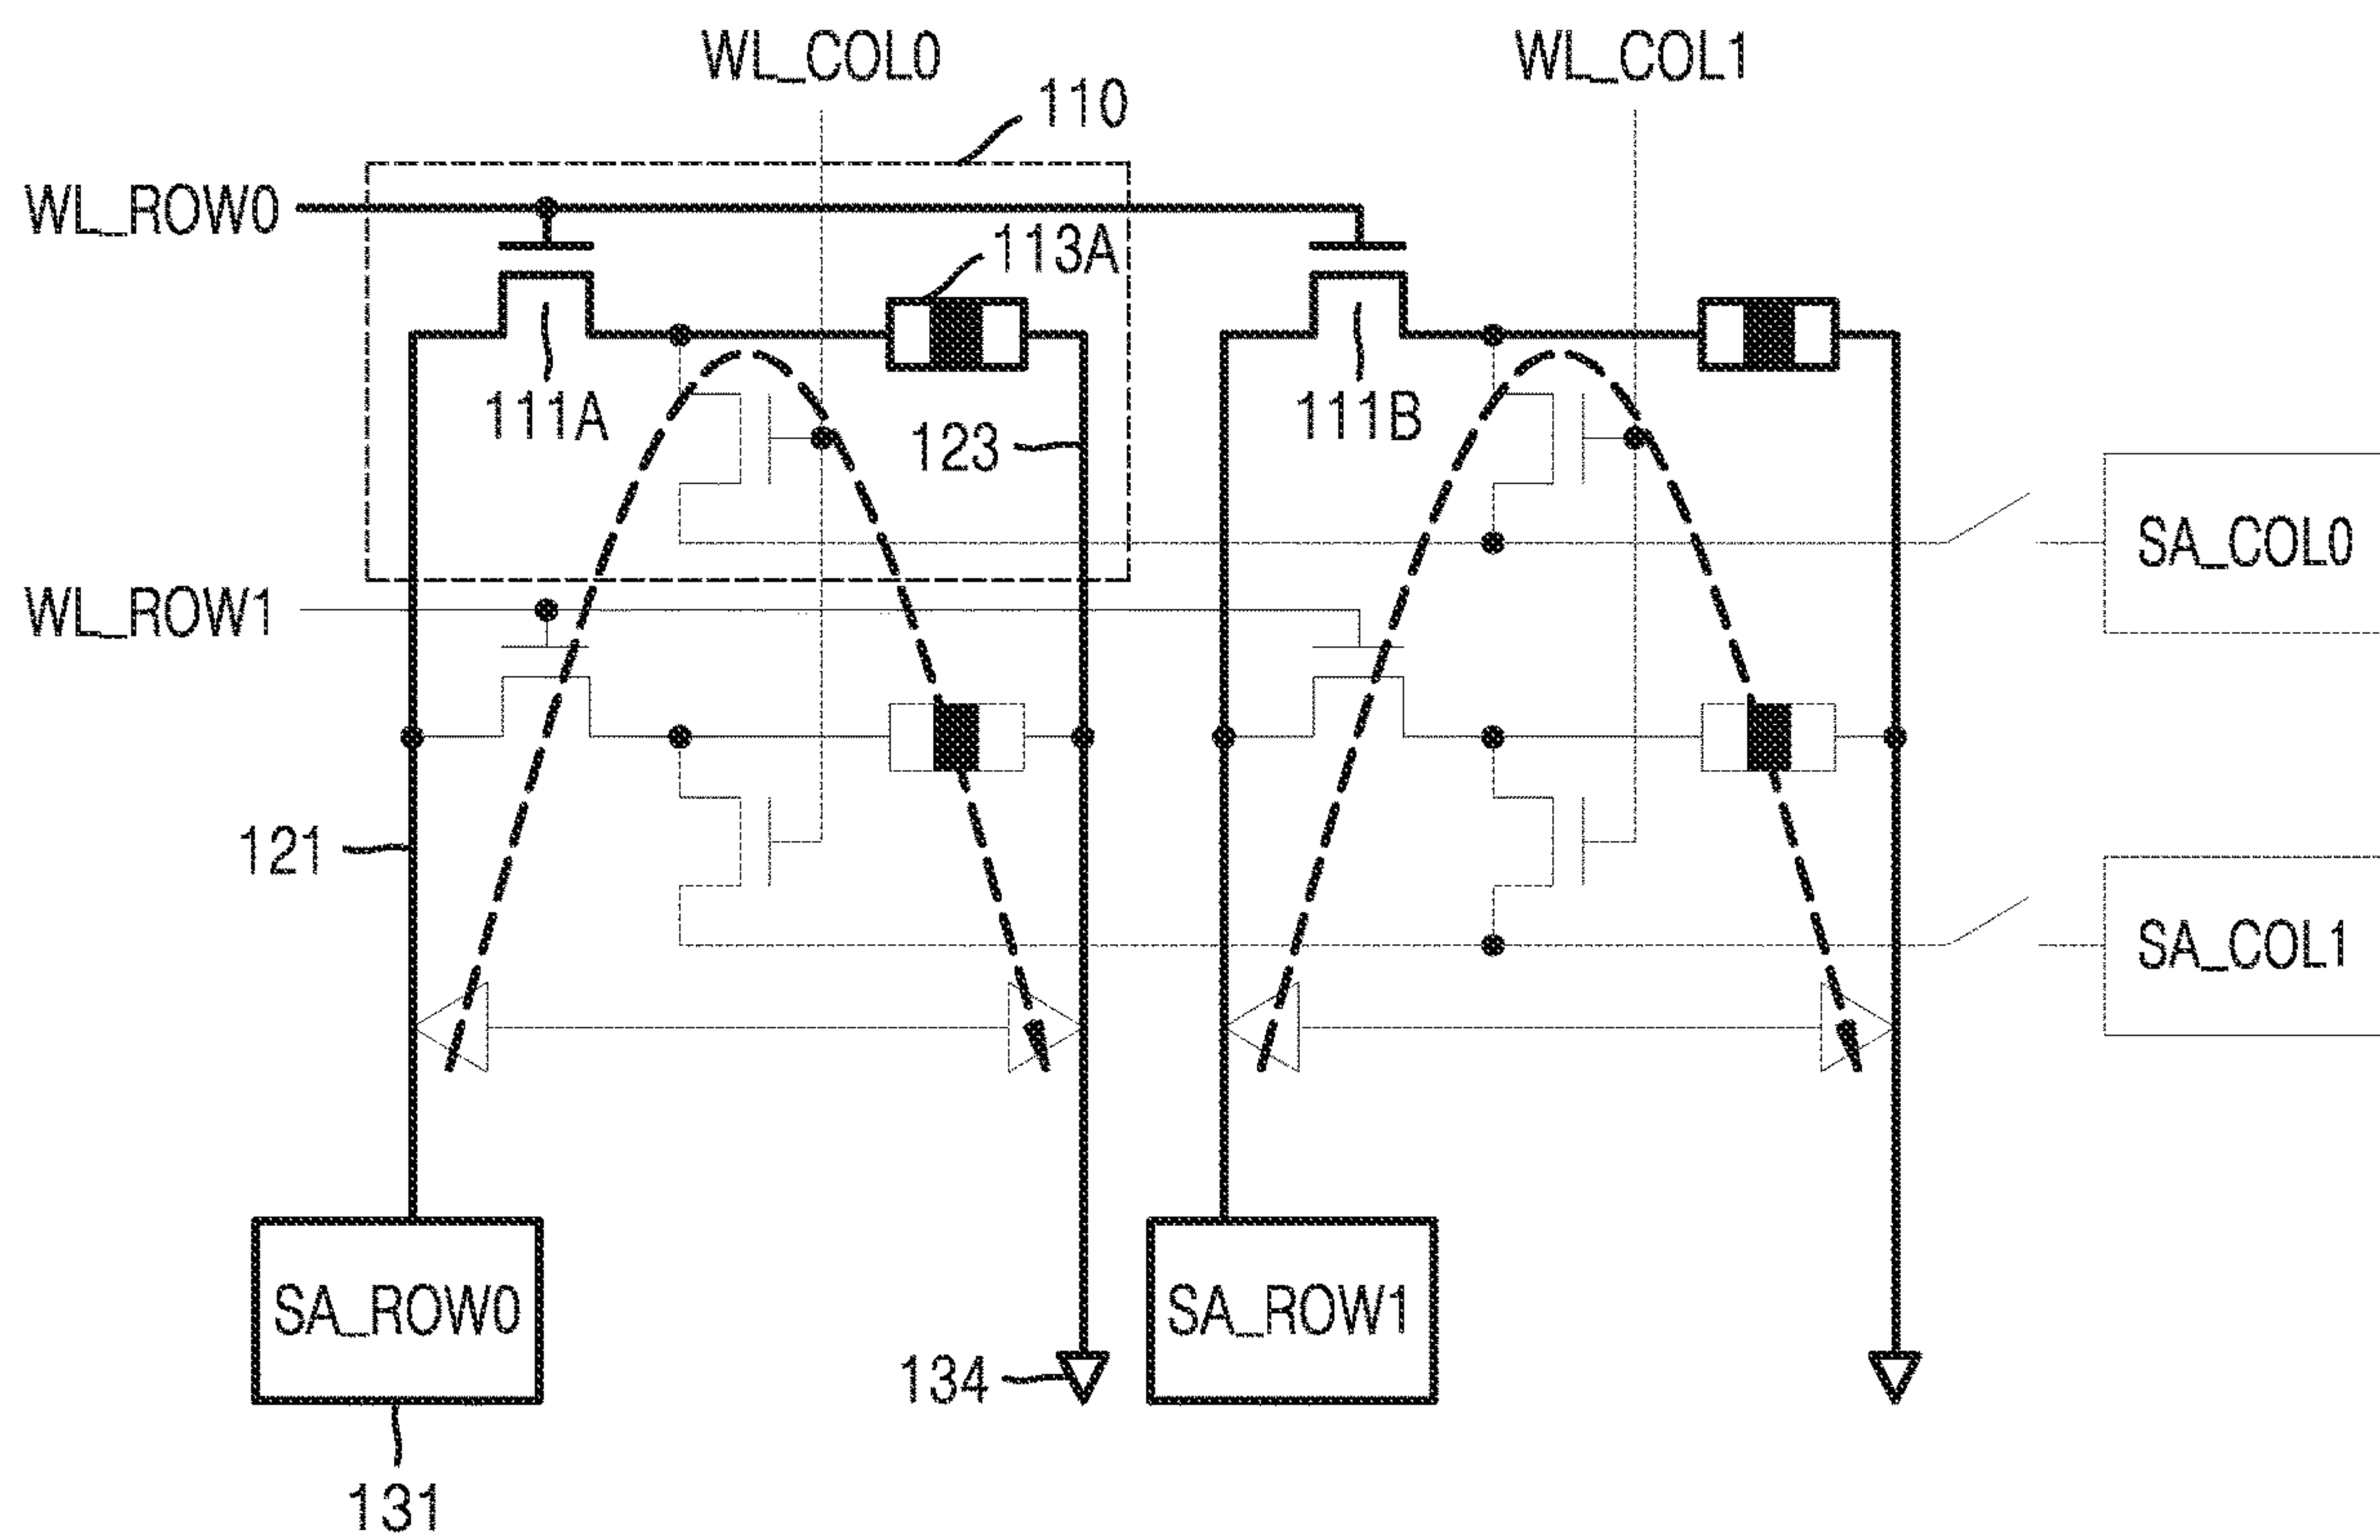 WL_COL0
WL_COL1
110
WL_ROW0
113A
111A
123
111B
SA_COL0
WL_ROW1
121
SA_COL1
SA_ROW0
SA_ROW1
134
131